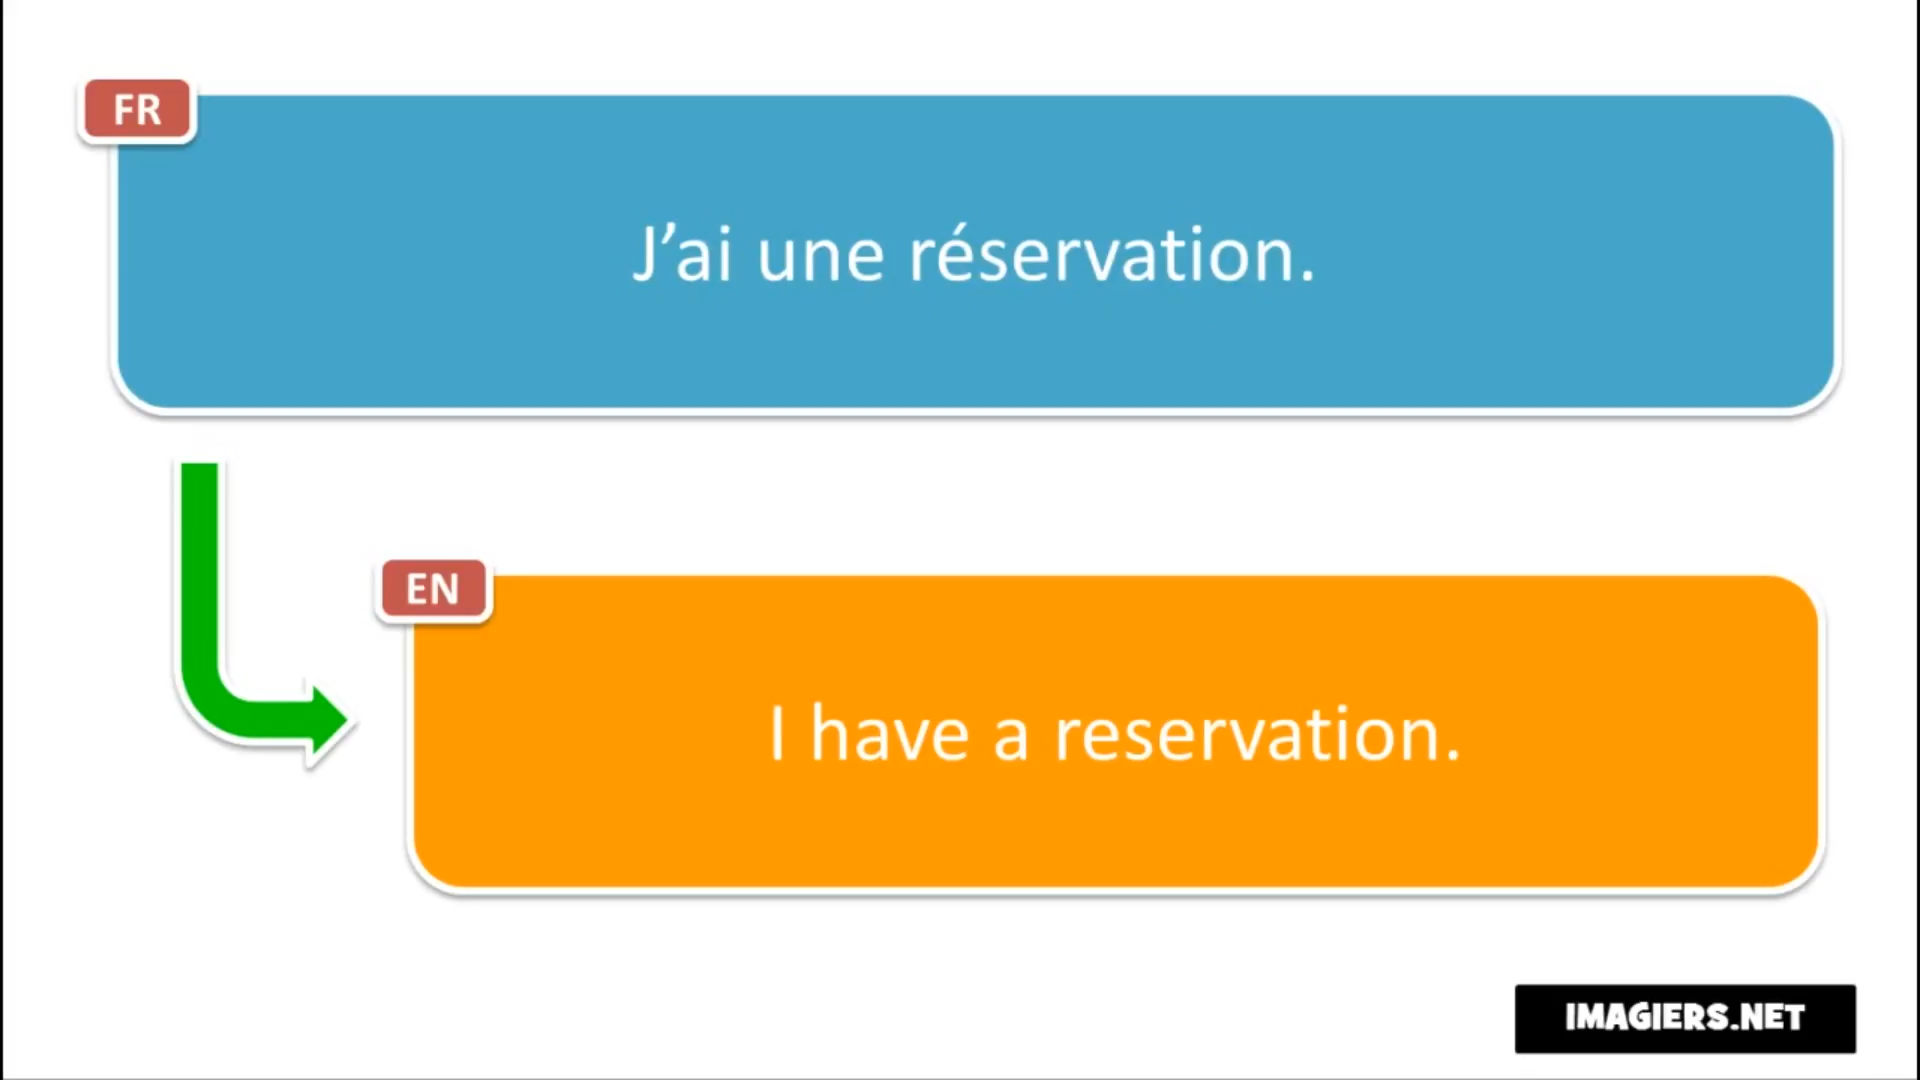 FR
J’ai une réservation.
EN
I have a reservation.
IMAGIERS.NET